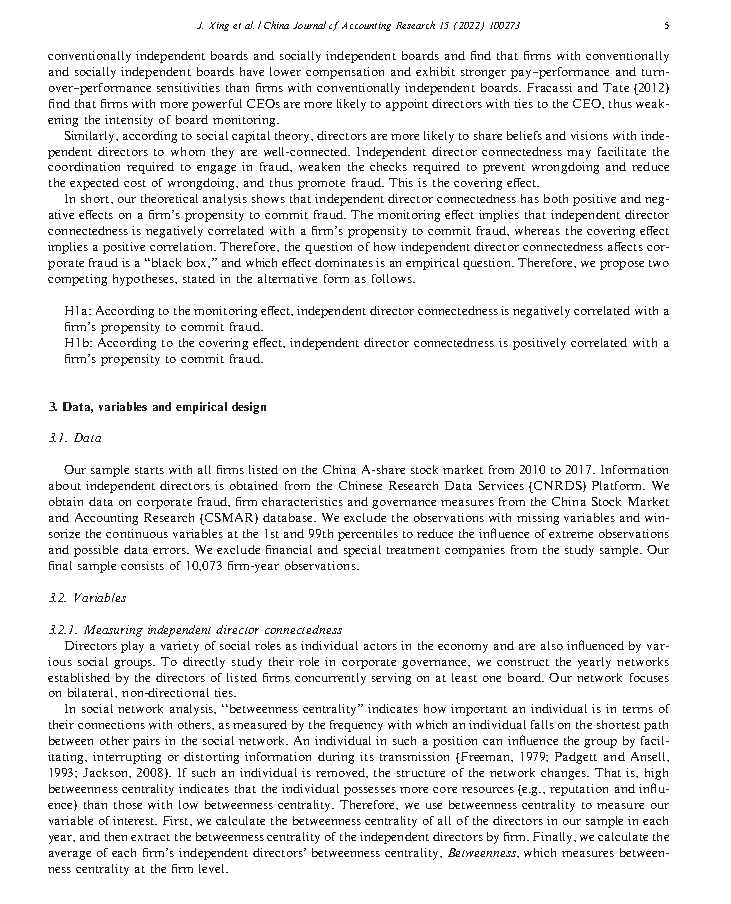 J. Xing et al. / China Journal of Accounting Research 15 (2022) 100273
5
conventionally independent boards and socially independent boards and find that firms with conventionally
and socially independent boards have lower compensation and exhibit stronger pay–performance and turn-
over–performance sensitivities than firms with conventionally independent boards. Fracassi and Tate (2012)
find that firms with more powerful CEOs are more likely to appoint directors with ties to the CEO, thus weak-
ening the intensity of board monitoring.
Similarly, according to social capital theory, directors are more likely to share beliefs and visions with inde-
pendent directors to whom they are well-connected. Independent director connectedness may facilitate the
coordination required to engage in fraud, weaken the checks required to prevent wrongdoing and reduce
the expected cost of wrongdoing, and thus promote fraud. This is the covering effect.
In short, our theoretical analysis shows that independent director connectedness has both positive and neg-
ative effects on a firm's propensity to commit fraud. The monitoring effect implies that independent director
connectedness is negatively correlated with a firm's propensity to commit fraud, whereas the covering effect
implies a positive correlation. Therefore, the question of how independent director connectedness affects cor-
porate fraud is a “black box,” and which effect dominates is an empirical question. Therefore, we propose two
competing hypotheses, stated in the alternative form as follows.
H1a: According to the monitoring effect, independent director connectedness is negatively correlated with a
firm's propensity to commit fraud.
H1b: According to the covering effect, independent director connectedness is positively correlated with a
firm's propensity to commit fraud.
3. Data, variables and empirical design
3.1. Data
Our sample starts with all firms listed on the China A-share stock market from 2010 to 2017. Information
about independent directors is obtained from the Chinese Research Data Services (CNRDS) Platform. We
obtain data on corporate fraud, firm characteristics and governance measures from the China Stock Market
and Accounting Research (CSMAR) database. We exclude the observations with missing variables and win-
sorize the continuous variables at the 1st and 99th percentiles to reduce the influence of extreme observations
and possible data errors. We exclude financial and special treatment companies from the study sample. Our
final sample consists of 10,073 firm-year observations.
3.2. Variables
3.2.1. Measuring independent director connectedness
Directors play a variety of social roles as individual actors in the economy and are also influenced by var-
ious social groups. To directly study their role in corporate governance, we construct the yearly networks
established by the directors of listed firms concurrently serving on at least one board. Our network focuses
on bilateral, non-directional ties.
In social network analysis, “betweenness centrality” indicates how important an individual is in terms of
their connections with others, as measured by the frequency with which an individual falls on the shortest path
between other pairs in the social network. An individual in such a position can influence the group by facil-
itating, interrupting or distorting information during its transmission (Freeman, 1979; Padgett and Ansell,
1993; Jackson, 2008). If such an individual is removed, the structure of the network changes. That is, high
betweenness centrality indicates that the individual possesses more core resources (e.g., reputation and influ-
ence) than those with low betweenness centrality. Therefore, we use betweenness centrality to measure our
variable of interest. First, we calculate the betweenness centrality of all of the directors in our sample in each
year, and then extract the betweenness centrality of the independent directors by firm. Finally, we calculate the
average of each firm's independent directors' betweenness centrality, Betweenness, which measures between-
ness centrality at the firm level.